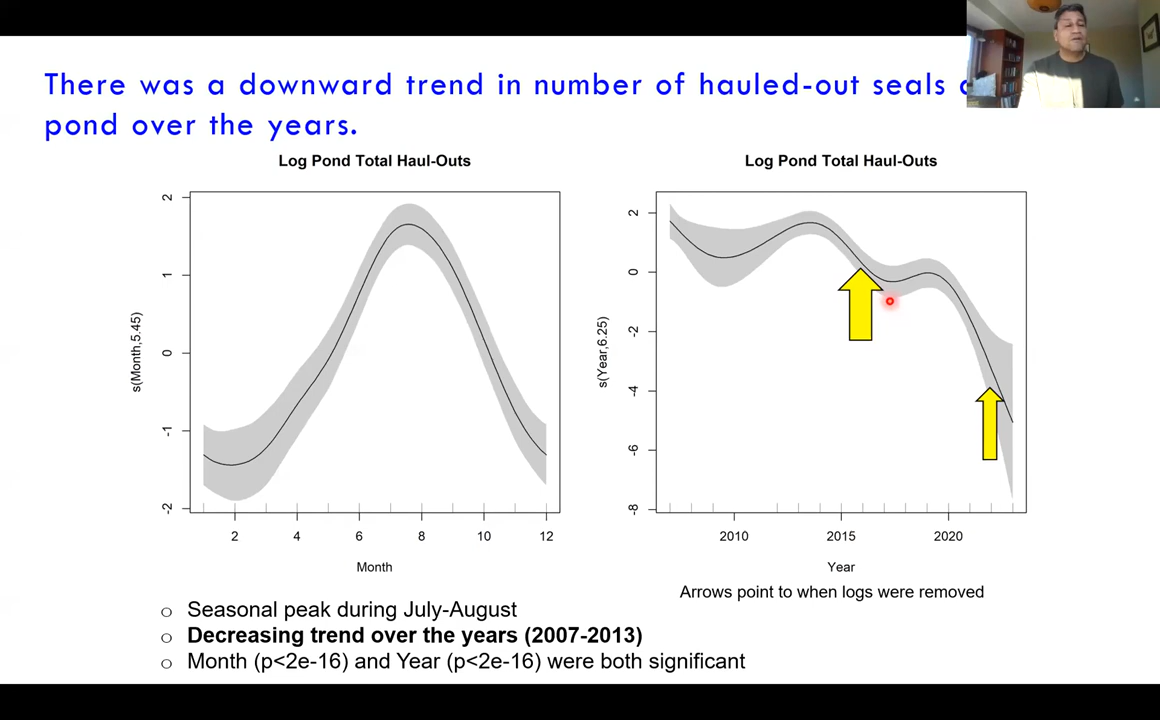 There was a downward trend in number of hauled-out seals
pond over the years.
Log Pond Total Haul-Outs
2
1
0
-1
-2
s(Month,5.45)
2
4
6
8
10
12
Month
Log Pond Total Haul-Outs
2
0
-2
-4
-6
-8
s(Year,6.25)
2010
2015
2020
Year
Arrows point to when logs were removed
o Seasonal peak during July-August
o Decreasing trend over the years (2007-2013)
o Month (p<2e-16) and Year (p<2e-16) were both significant